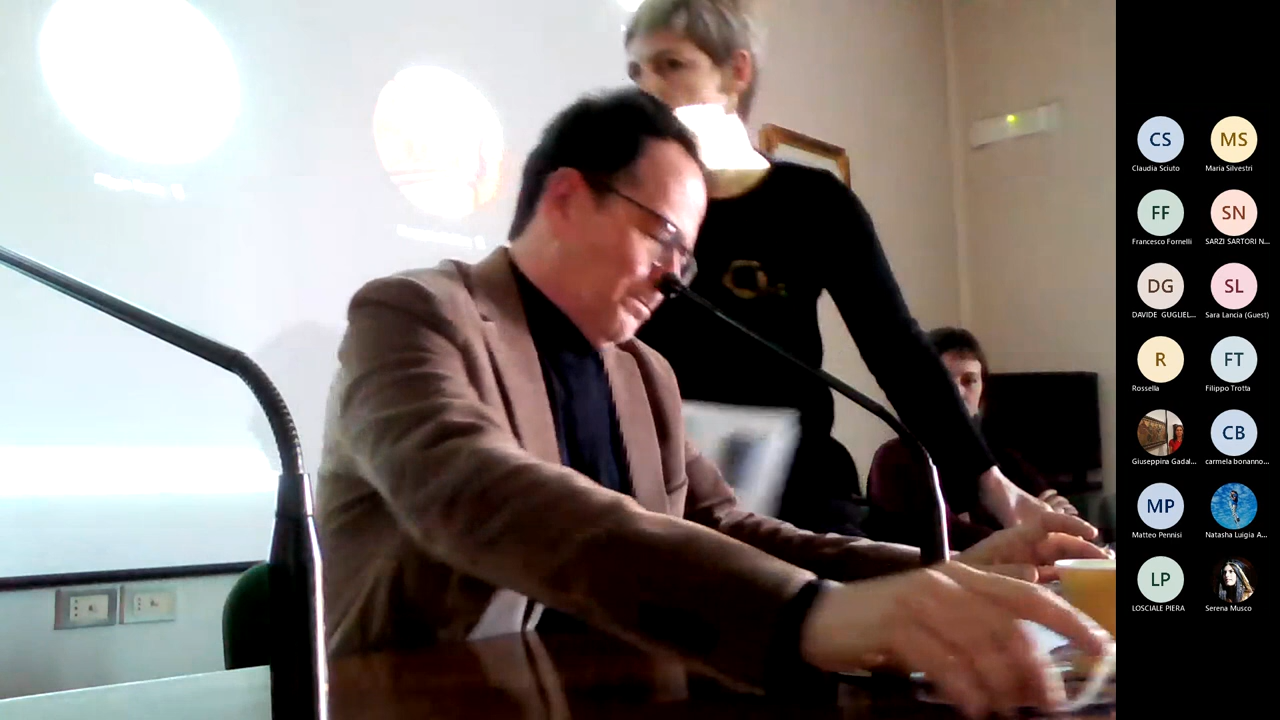 CS
MS
Claudia Sciuto
Maria Silvestri
FF
SN
Francesco Fornelli
SARZI SARTORI N...
DG
SL
DAVIDE GUGLIEL...
Sara Lancia (Guest)
R
FT
Rossella
Filippo Trotta
CB
Giuseppina Gadal...
carmela bonanno...
MP
Matteo Pennisi
Natasha Luigia A...
LP
LOSCIALE PIERA
Serena Musco